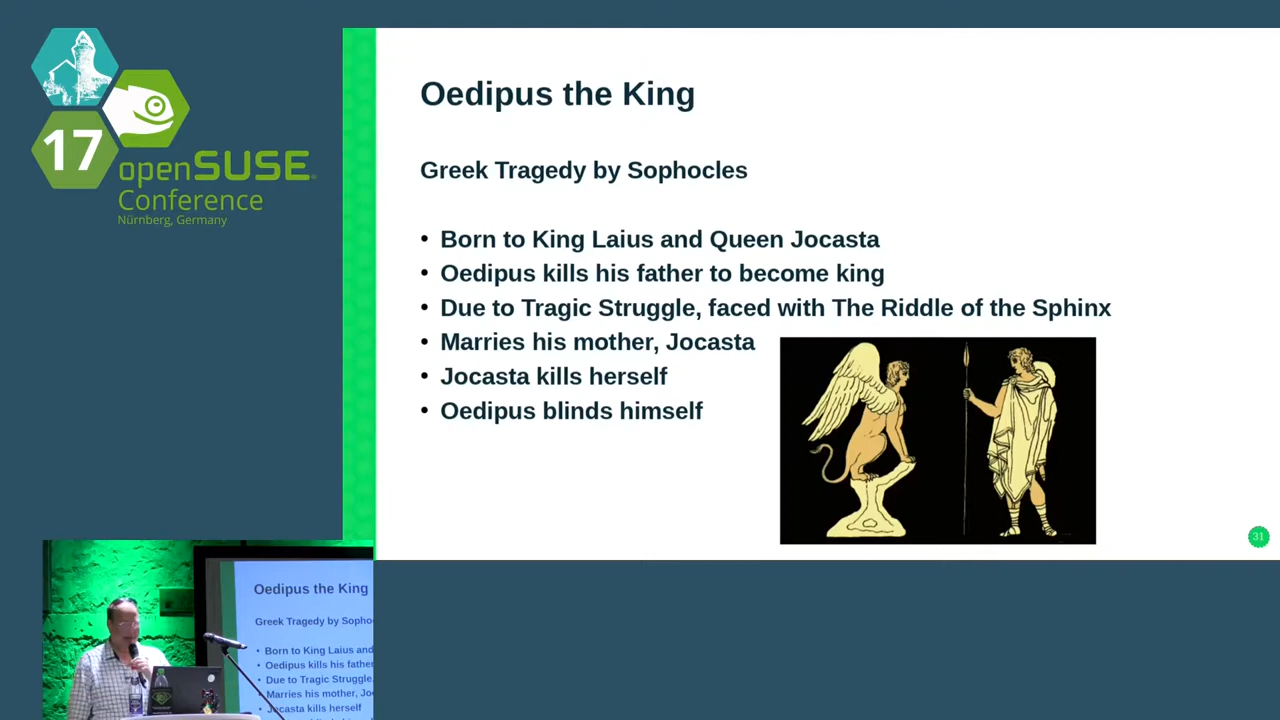 17
openSUSE
Conference
Nürnberg, Germany
Oedipus the King
Greek Tragedy by Sophocles
• Born to King Laius and Queen Jocasta
• Oedipus kills his father to become king
• Due to Tragic Struggle, faced with The Riddle of the Sphinx
• Marries his mother, Jocasta
• Jocasta kills herself
• Oedipus blinds himself
31
Oedipus the King
Greek Tragedy by Sopho
• Born to King Laius and
• Oedipus kills his father
• Due to Tragic Struggle,
• Marries his mother, Jo
• Jocasta kills herself